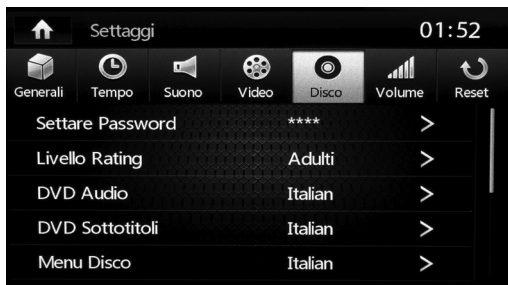 Settaggi 01:52
Generali Tempo Suono Video Disco Volume Reset
Settare Password **** >
Livello Rating Adulti >
DVD Audio Italian >
DVD Sottotitoli Italian >
Menu Disco Italian >